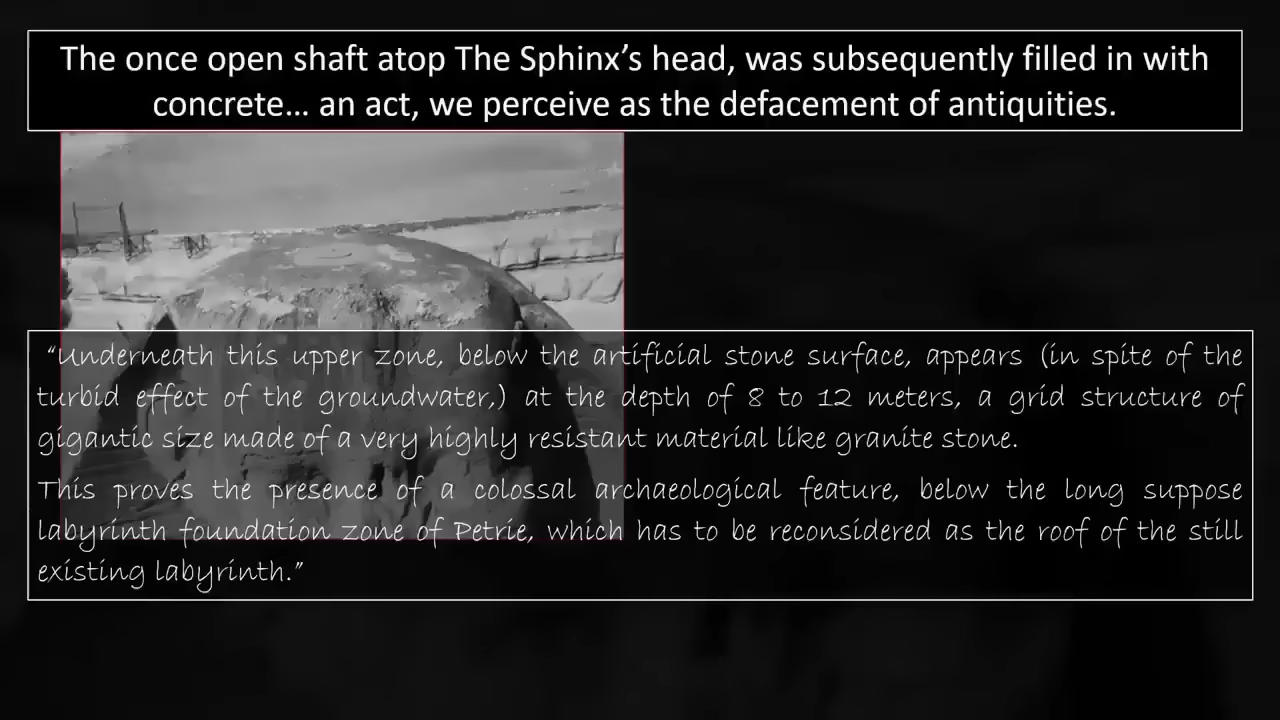 The once open shaft atop The Sphinx’s head, was subsequently filled in with
concrete… an act, we perceive as the defacement of antiquities.
“Underneath this upper zone, below the artificial stone surface, appears (in spite of the
turbid effect of the groundwater,) at the depth of 8 to 12 meters, a grid structure of
gigantic size made of a very highly resistant material like granite stone.
This proves the presence of a colossal archaeological feature, below the long suppose
labyrinth foundation zone of Petrie, which has to be reconsidered as the roof of the still
existing labyrinth.”